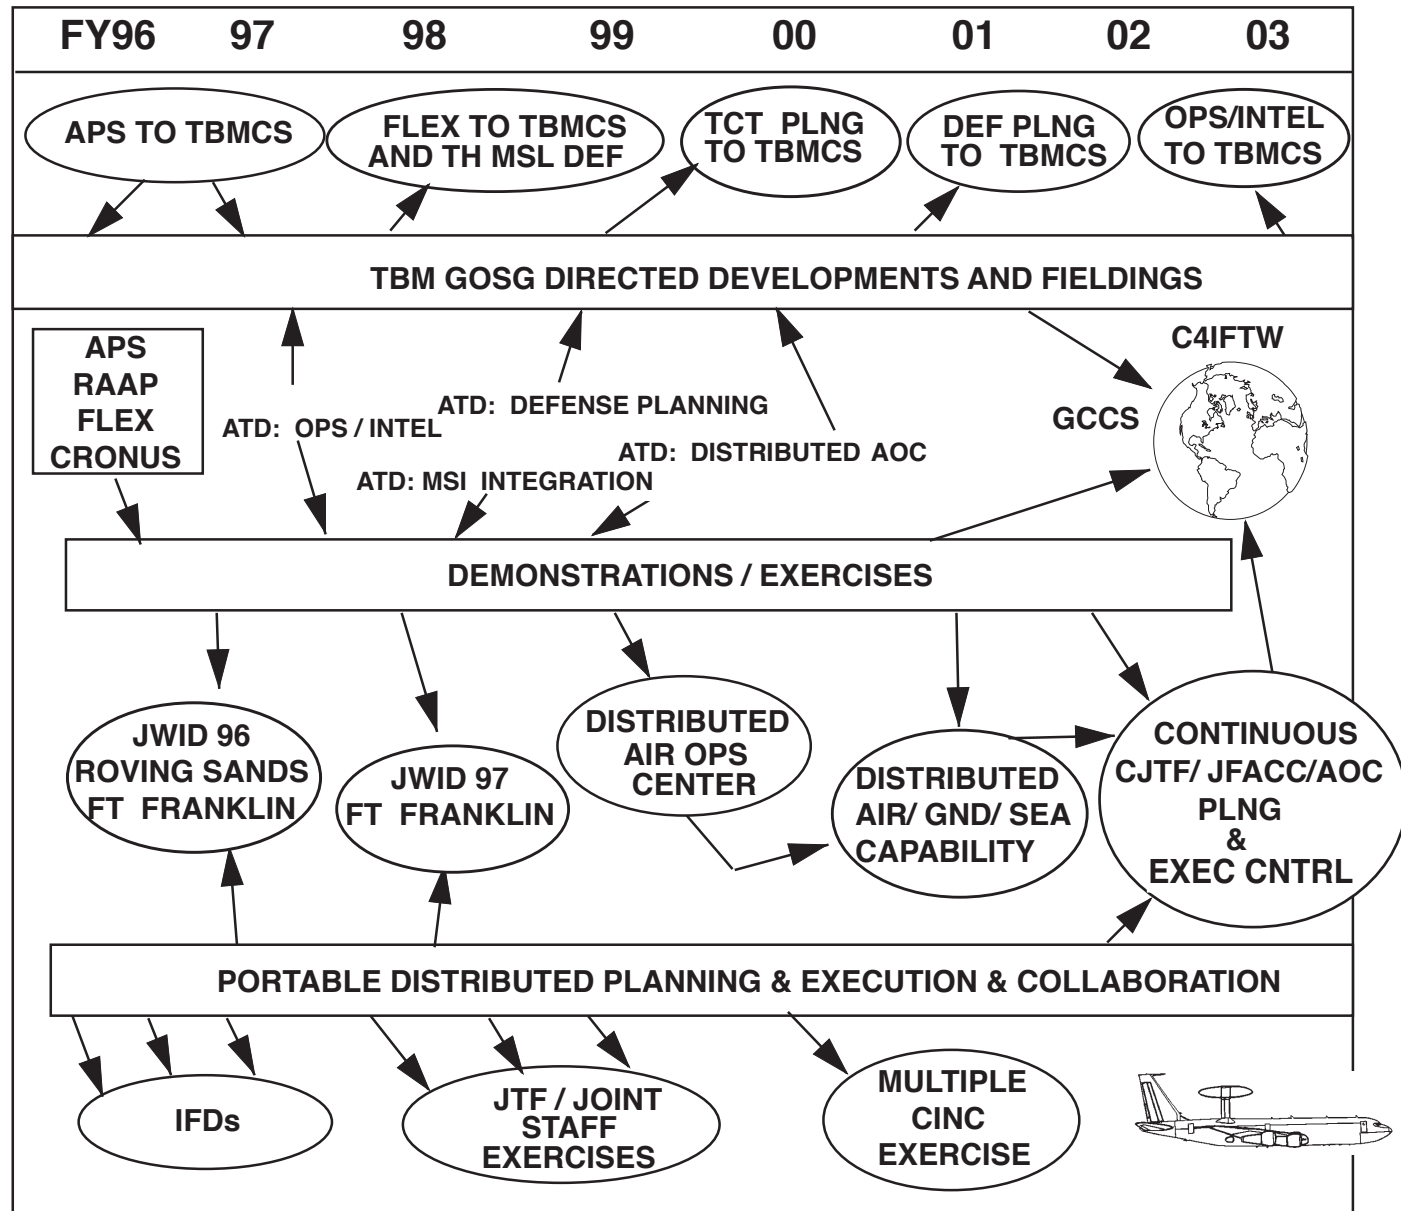 FY96 97 98 99 00 01 02 03
APS TO TBMCS
FLEX TO TBMCS
AND TH MSL DEF
TCT PLNG
TO TBMCS
DEF PLNG
TO TBMCS
OPS/INTEL
TO TBMCS
TBM GOSG DIRECTED DEVELOPMENTS AND FIELDINGS
APS
RAAP
FLEX
CRONUS
ATD: OPS / INTEL
ATD: DEFENSE PLANNING
ATD: MSI INTEGRATION
ATD: DISTRIBUTED AOC
C4IFTW
GCCS
DEMONSTRATIONS / EXERCISES
JWID 96
ROVING SANDS
FT FRANKLIN
JWID 97
FT FRANKLIN
DISTRIBUTED
AIR OPS
CENTER
DISTRIBUTED
AIR/ GND/ SEA
CAPABILITY
CONTINUOUS
CJTF/ JFACC/AOC
PLNG
&
EXEC CNTRL
PORTABLE DISTRIBUTED PLANNING & EXECUTION & COLLABORATION
IFDs
JTF / JOINT
STAFF
EXERCISES
MULTIPLE
CINC
EXERCISE